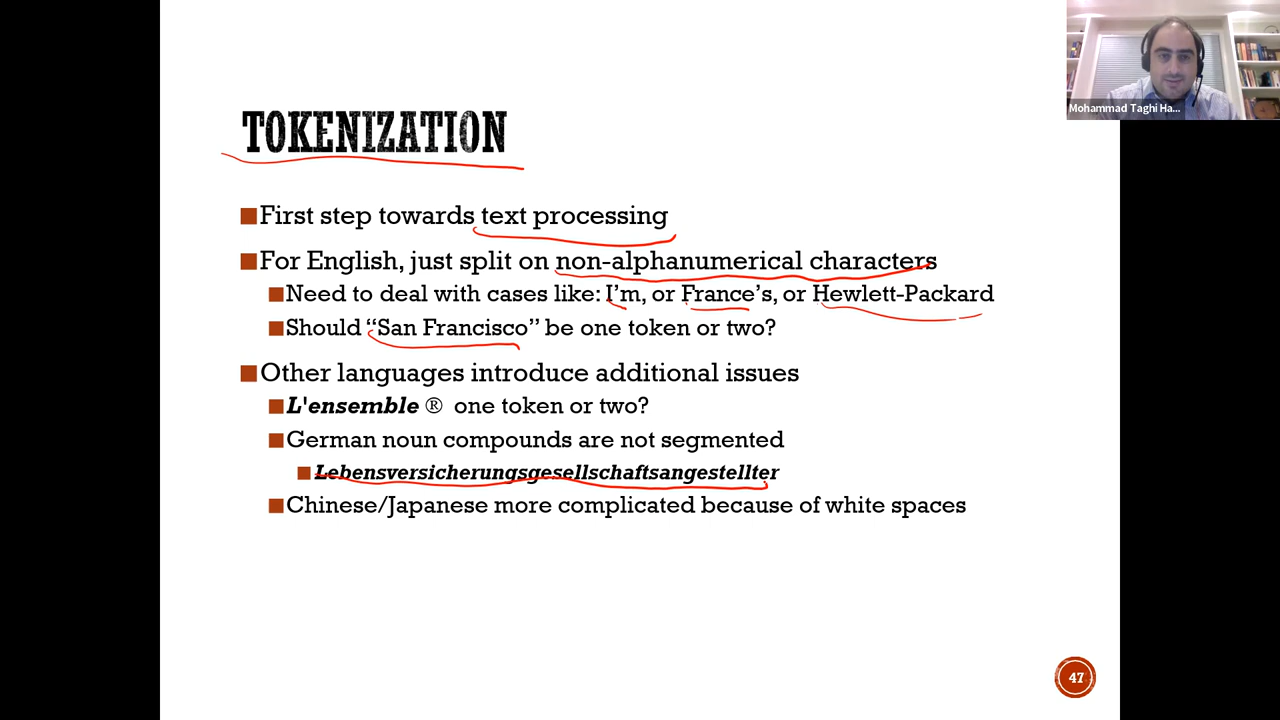 Mohammad Taghi Ha...
TOKENIZATION
■First step towards text processing
■For English, just split on non-alphanumerical characters
■Need to deal with cases like: I’m, or France’s, or Hewlett-Packard
■Should “San Francisco” be one token or two?
■Other languages introduce additional issues
■L'ensemble ® one token or two?
■German noun compounds are not segmented
■Lebensversicherungsgesellschaftsangestellter
■Chinese/Japanese more complicated because of white spaces
47